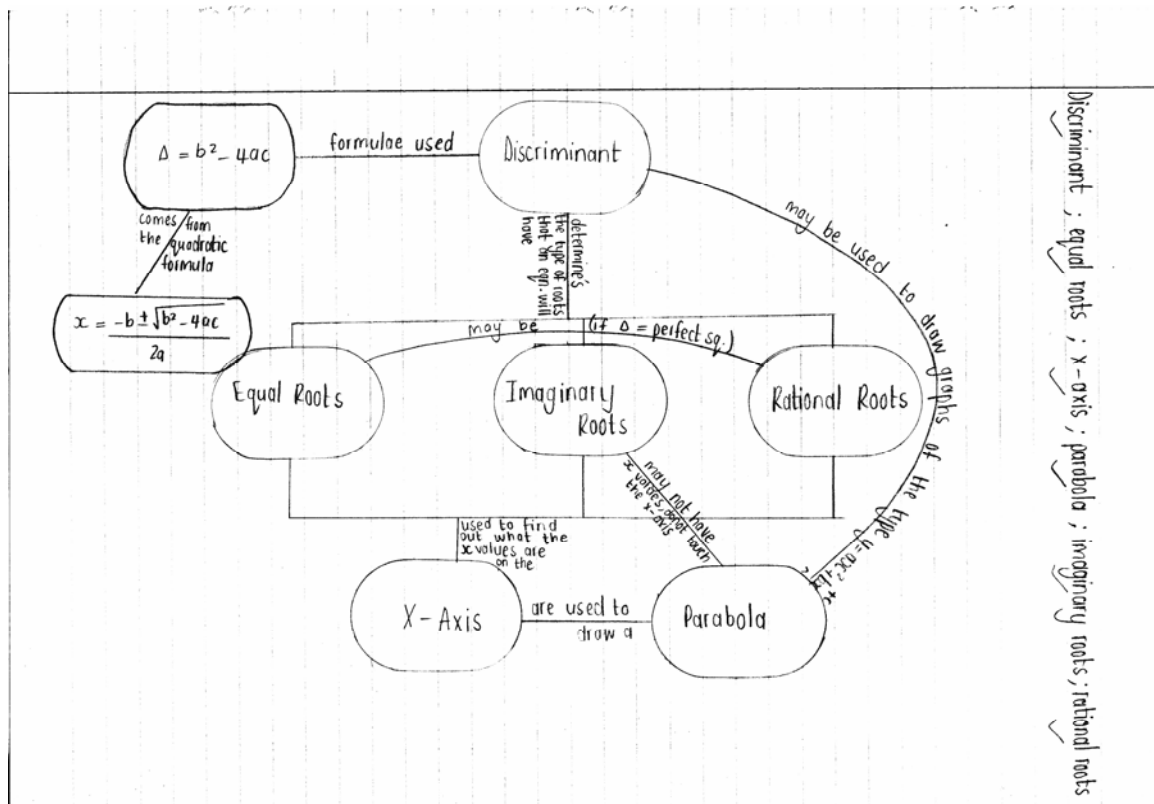 Δ = b² - 4ac
formulae used
Discriminant
comes from
the quadratic
formula
x = -b ± √b² - 4ac
2a
determine's
the type of roots
that an eqn. will
have
may be used to draw graphs of the type y = ax² + bx + c
may be (if Δ = perfect sq.)
Equal Roots
Imaginary
Roots
Rational Roots
used to find
out what the
x values are
on the
may not have
x values, donot touch
the x-axis
X-Axis
are used to
draw a
Parabola
Discriminant ; equal roots ; x-axis ; parabola ; imaginary roots ; rational roots